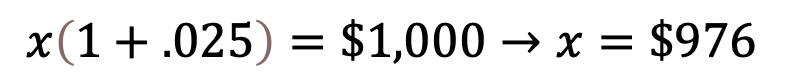 x(1 + .025) = $1,000 → x = $976